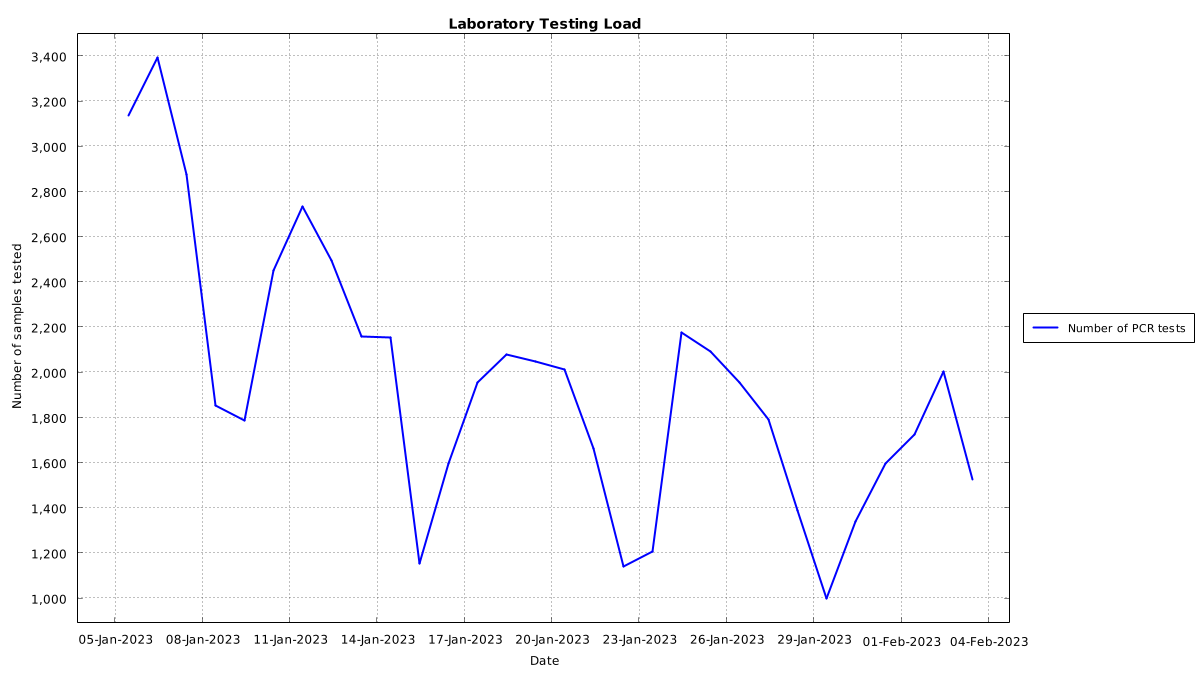 Laboratory Testing Load
3,400
3,200
3,000
2,800
2,600
2,400
2,200
2,000
1,800
1,600
1,400
1,200
1,000
Number of samples tested
05-Jan-2023 08-Jan-2023 11-Jan-2023 14-Jan-2023 17-Jan-2023 20-Jan-2023 23-Jan-2023 26-Jan-2023 29-Jan-2023 01-Feb-2023 04-Feb-2023
Date
Number of PCR tests